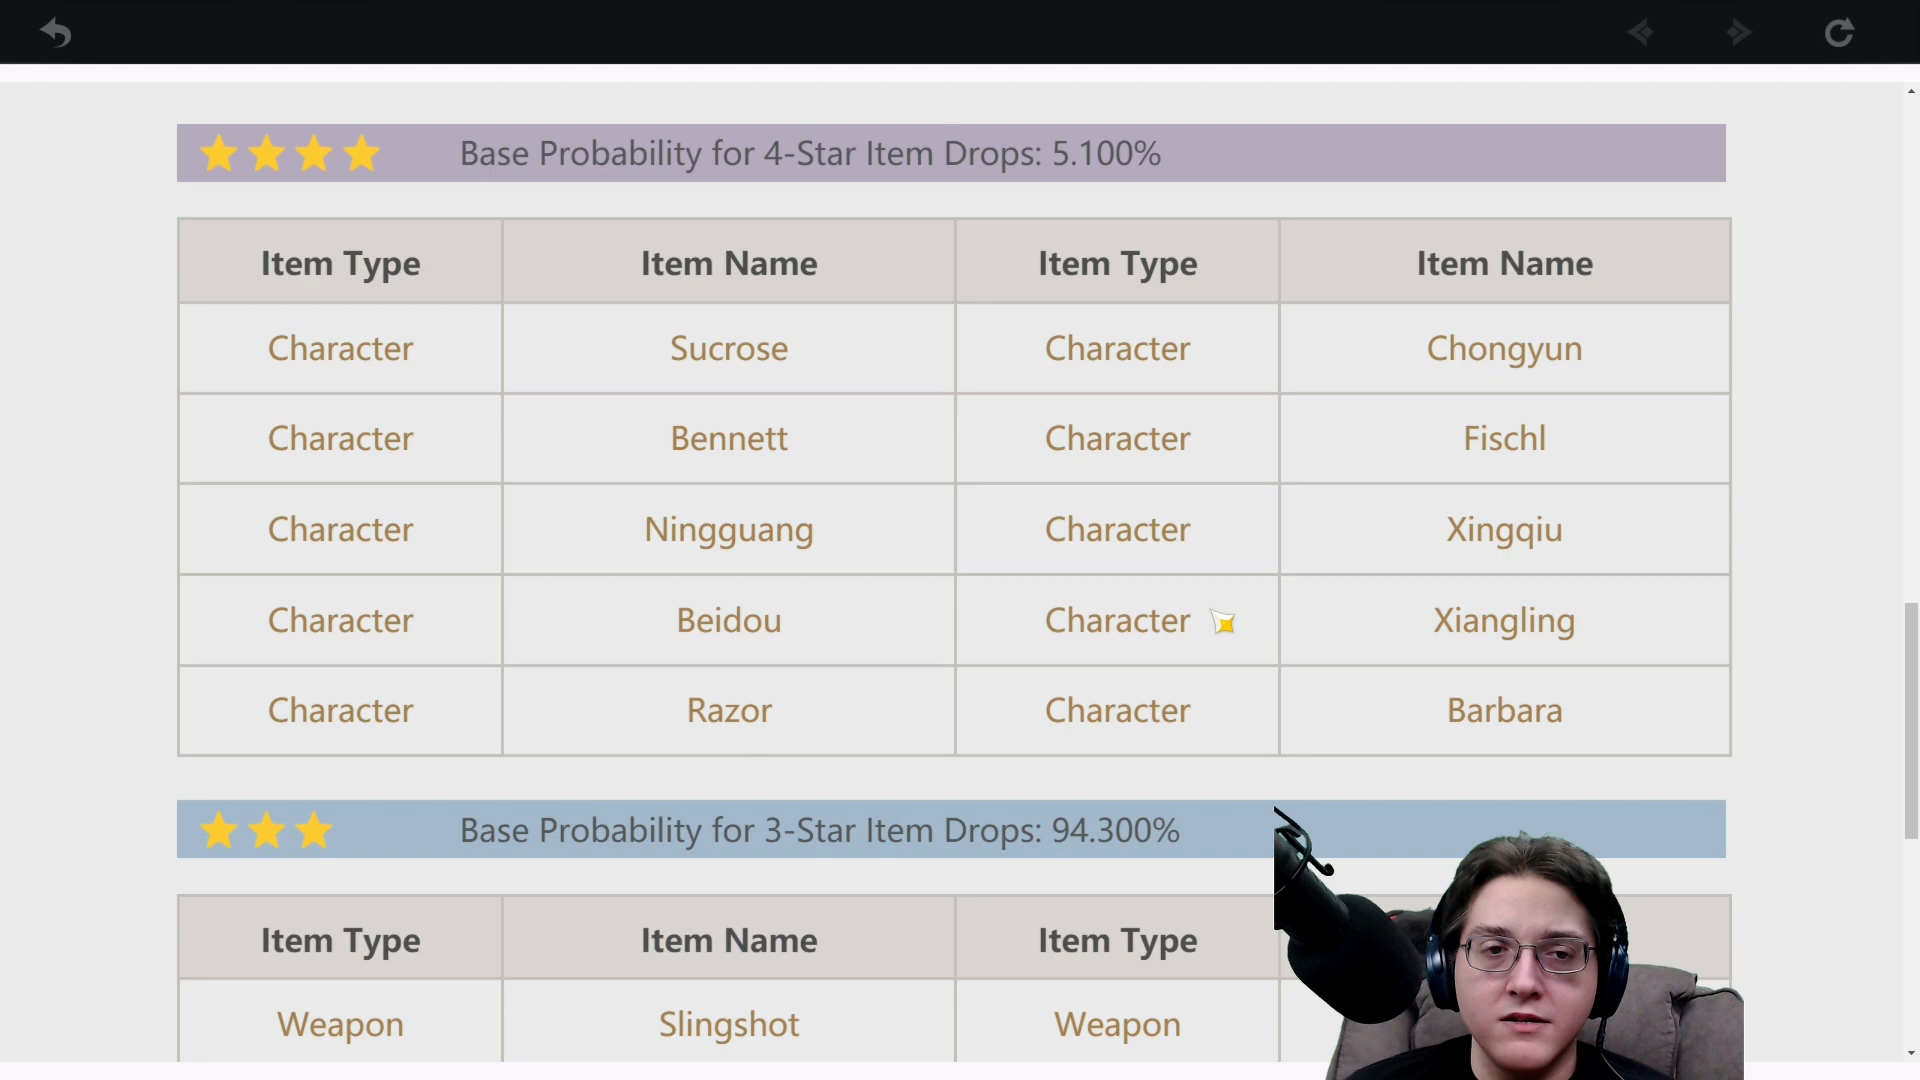 Base Probability for 4-Star Item Drops: 5.100%
Item Type Item Name Item Type Item Name
Character Sucrose Character Chongyun
Character Bennett Character Fischl
Character Ningguang Character Xingqiu
Character Beidou Character Xiangling
Character Razor Character Barbara
Base Probability for 3-Star Item Drops: 94.300%
Item Type Item Name Item Type
Weapon Slingshot Weapon